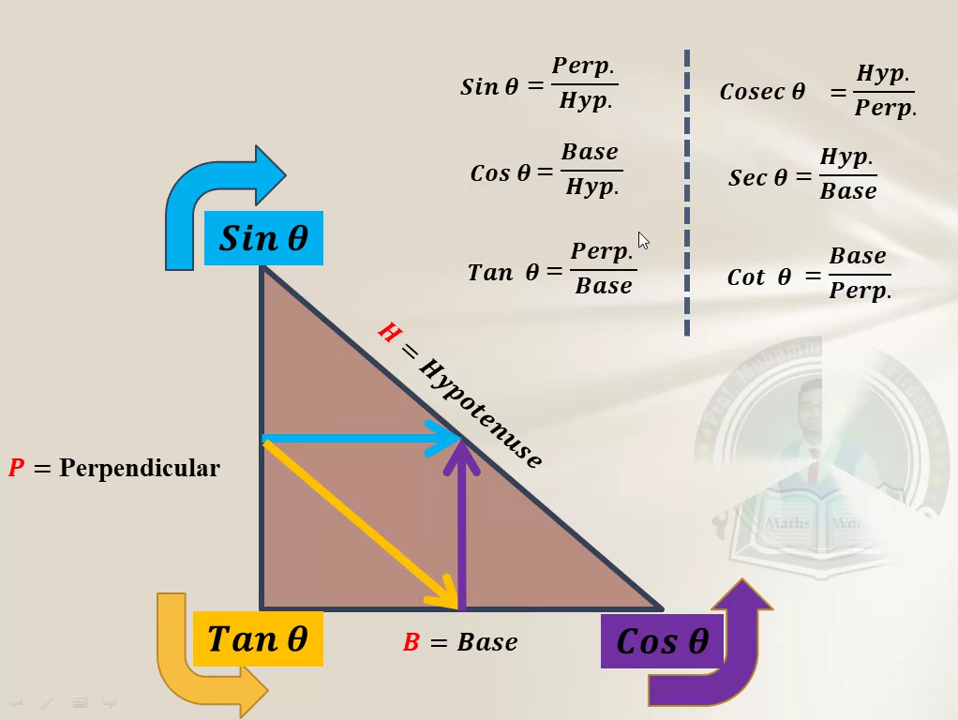 Sin θ = Perp. / Hyp.
Cosec θ = Hyp. / Perp.
Cos θ = Base / Hyp.
Sec θ = Hyp. / Base
Tan θ = Perp. / Base
Cot θ = Base / Perp.
Sin θ
H = Hypotenuse
P = Perpendicular
Tan θ
B = Base
Cos θ
Maths